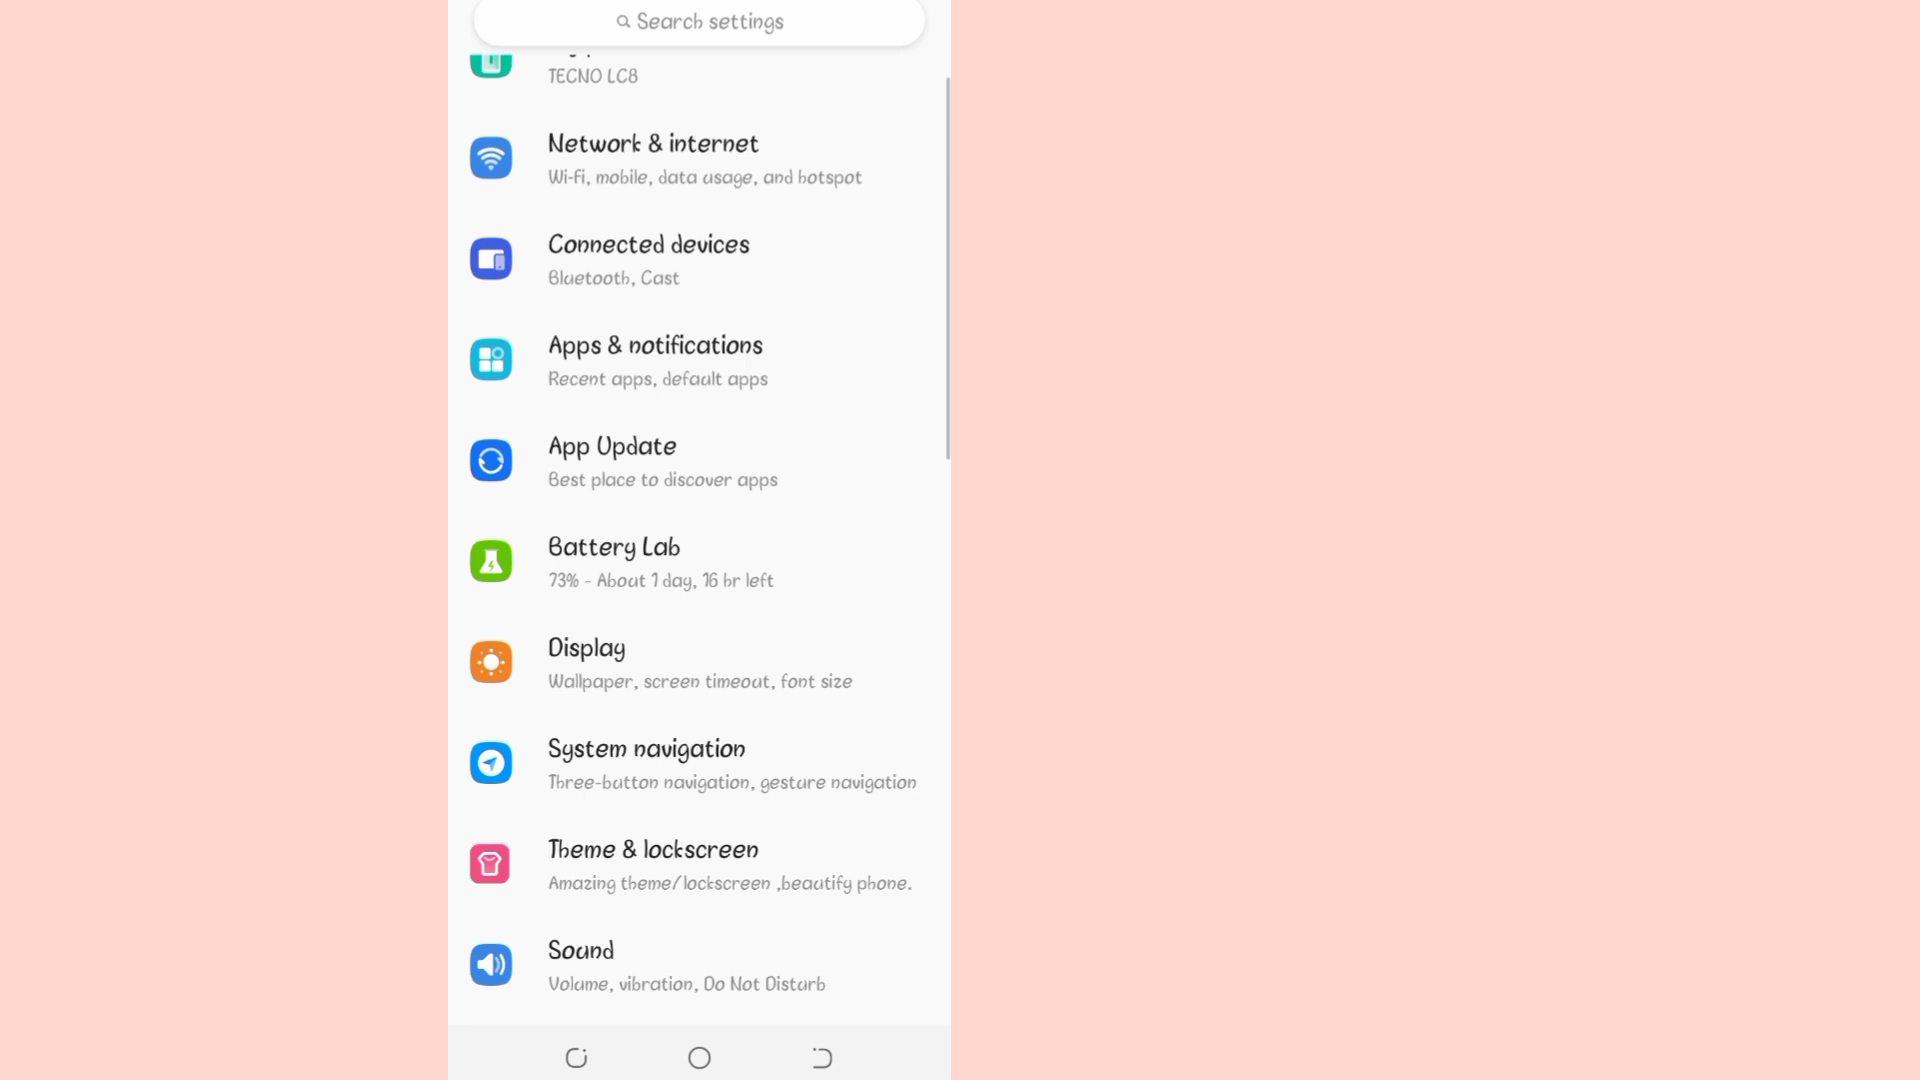 Search settings
TECNO LC8
Network & internet
Wi-Fi, mobile, data usage, and hotspot
Connected devices
Bluetooth, Cast
Apps & notifications
Recent apps, default apps
App Update
Best place to discover apps
Battery Lab
73% - About 1 day, 16 hr left
Display
Wallpaper, screen timeout, font size
System navigation
Three-button navigation, gesture navigation
Theme & lockscreen
Amazing theme/lockscreen ,beautify phone.
Sound
Volume, vibration, Do Not Disturb